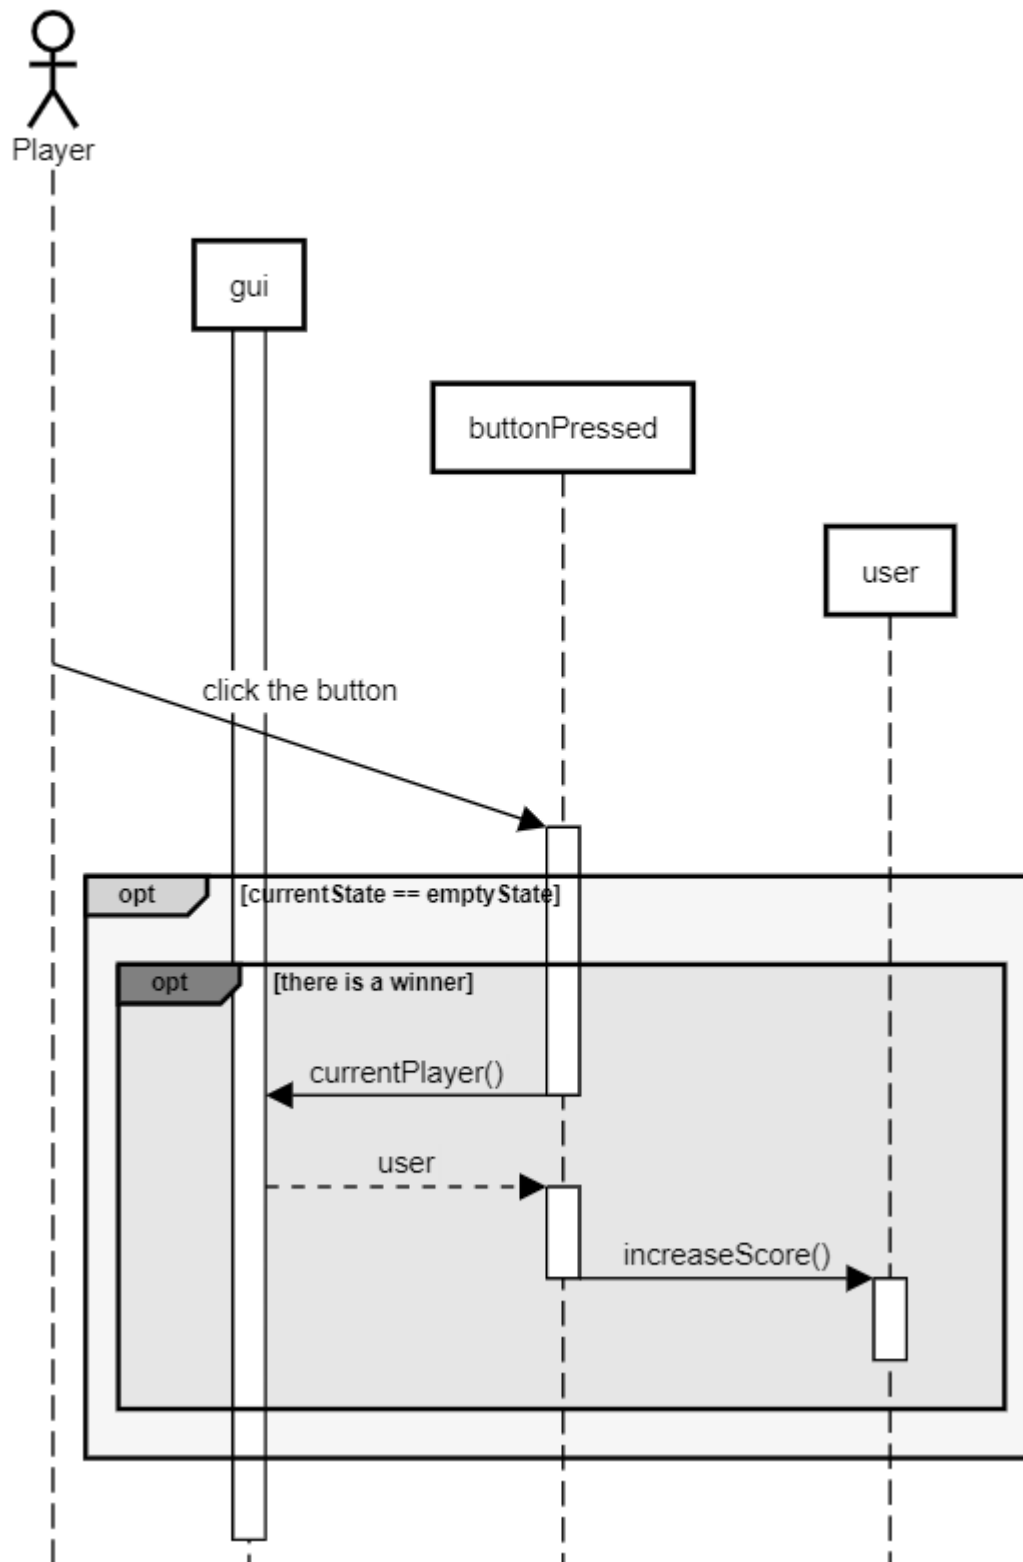 Player
gui
buttonPressed
user
click the button
opt [currentState == emptyState]
opt [there is a winner]
currentPlayer()
user
increaseScore()